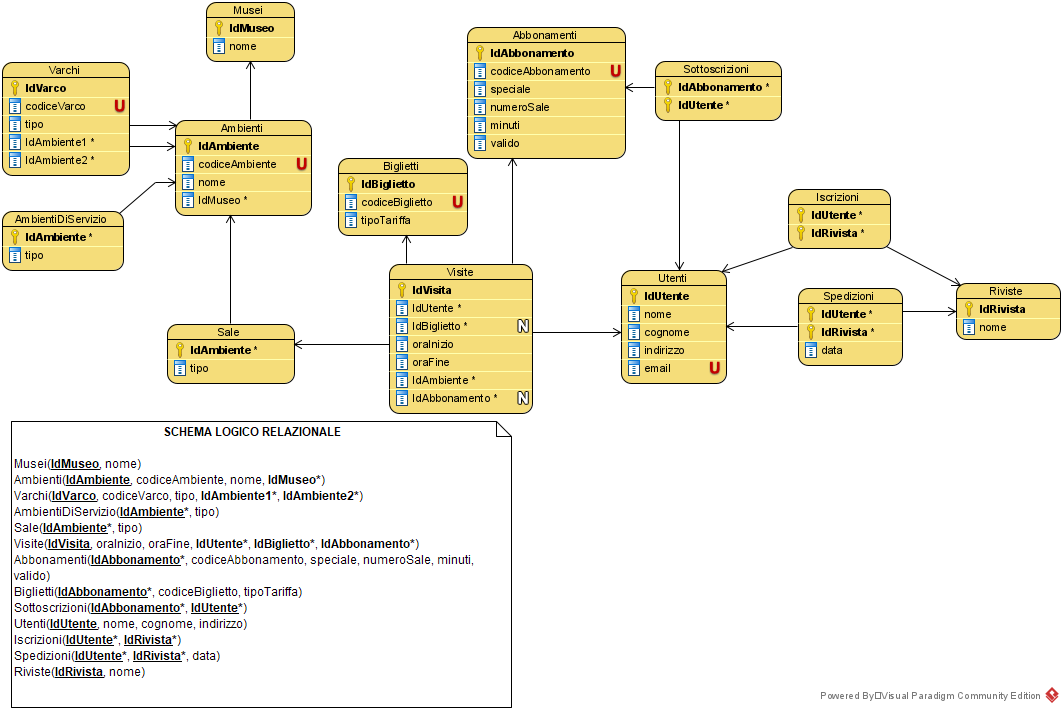 Musei
IdMuseo
nome
Varchi
IdVarco
codiceVarco U
tipo
IdAmbiente1 *
IdAmbiente2 *
Ambienti
IdAmbiente
codiceAmbiente U
nome
IdMuseo *
AmbientiDiServizio
IdAmbiente *
tipo
Sale
IdAmbiente *
tipo
Biglietti
IdBiglietto
codiceBiglietto U
tipoTariffa
Abbonamenti
IdAbbonamento
codiceAbbonamento U
speciale
numeroSale
minuti
valido
Sottoscrizioni
IdAbbonamento *
IdUtente *
Visite
IdVisita
IdUtente *
IdBiglietto * N
oraInizio
oraFine
IdAmbiente *
IdAbbonamento * N
Utenti
IdUtente
nome
cognome
indirizzo
email U
Iscrizioni
IdUtente *
IdRivista *
Spedizioni
IdUtente *
IdRivista *
data
Riviste
IdRivista
nome
SCHEMA LOGICO RELAZIONALE
Musei(IdMuseo, nome)
Ambienti(IdAmbiente, codiceAmbiente, nome, IdMuseo*)
Varchi(IdVarco, codiceVarco, tipo, IdAmbiente1*, IdAmbiente2*)
AmbientiDiServizio(IdAmbiente*, tipo)
Sale(IdAmbiente*, tipo)
Visite(IdVisita, oraInizio, oraFine, IdUtente*, IdBiglietto*, IdAbbonamento*)
Abbonamenti(IdAbbonamento*, codiceAbbonamento, speciale, numeroSale, minuti,
valido)
Biglietti(IdAbbonamento*, codiceBiglietto, tipoTariffa)
Sottoscrizioni(IdAbbonamento*, IdUtente*)
Utenti(IdUtente, nome, cognome, indirizzo)
Iscrizioni(IdUtente*, IdRivista*)
Spedizioni(IdUtente*, IdRivista*, data)
Riviste(IdRivista, nome)
Powered By□Visual Paradigm Community Edition